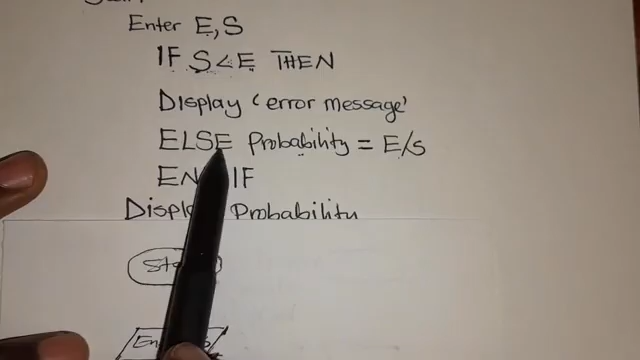 Enter E,S
IF S<E THEN
Display 'error message'
ELSE Probability = E/S
IF
Probability